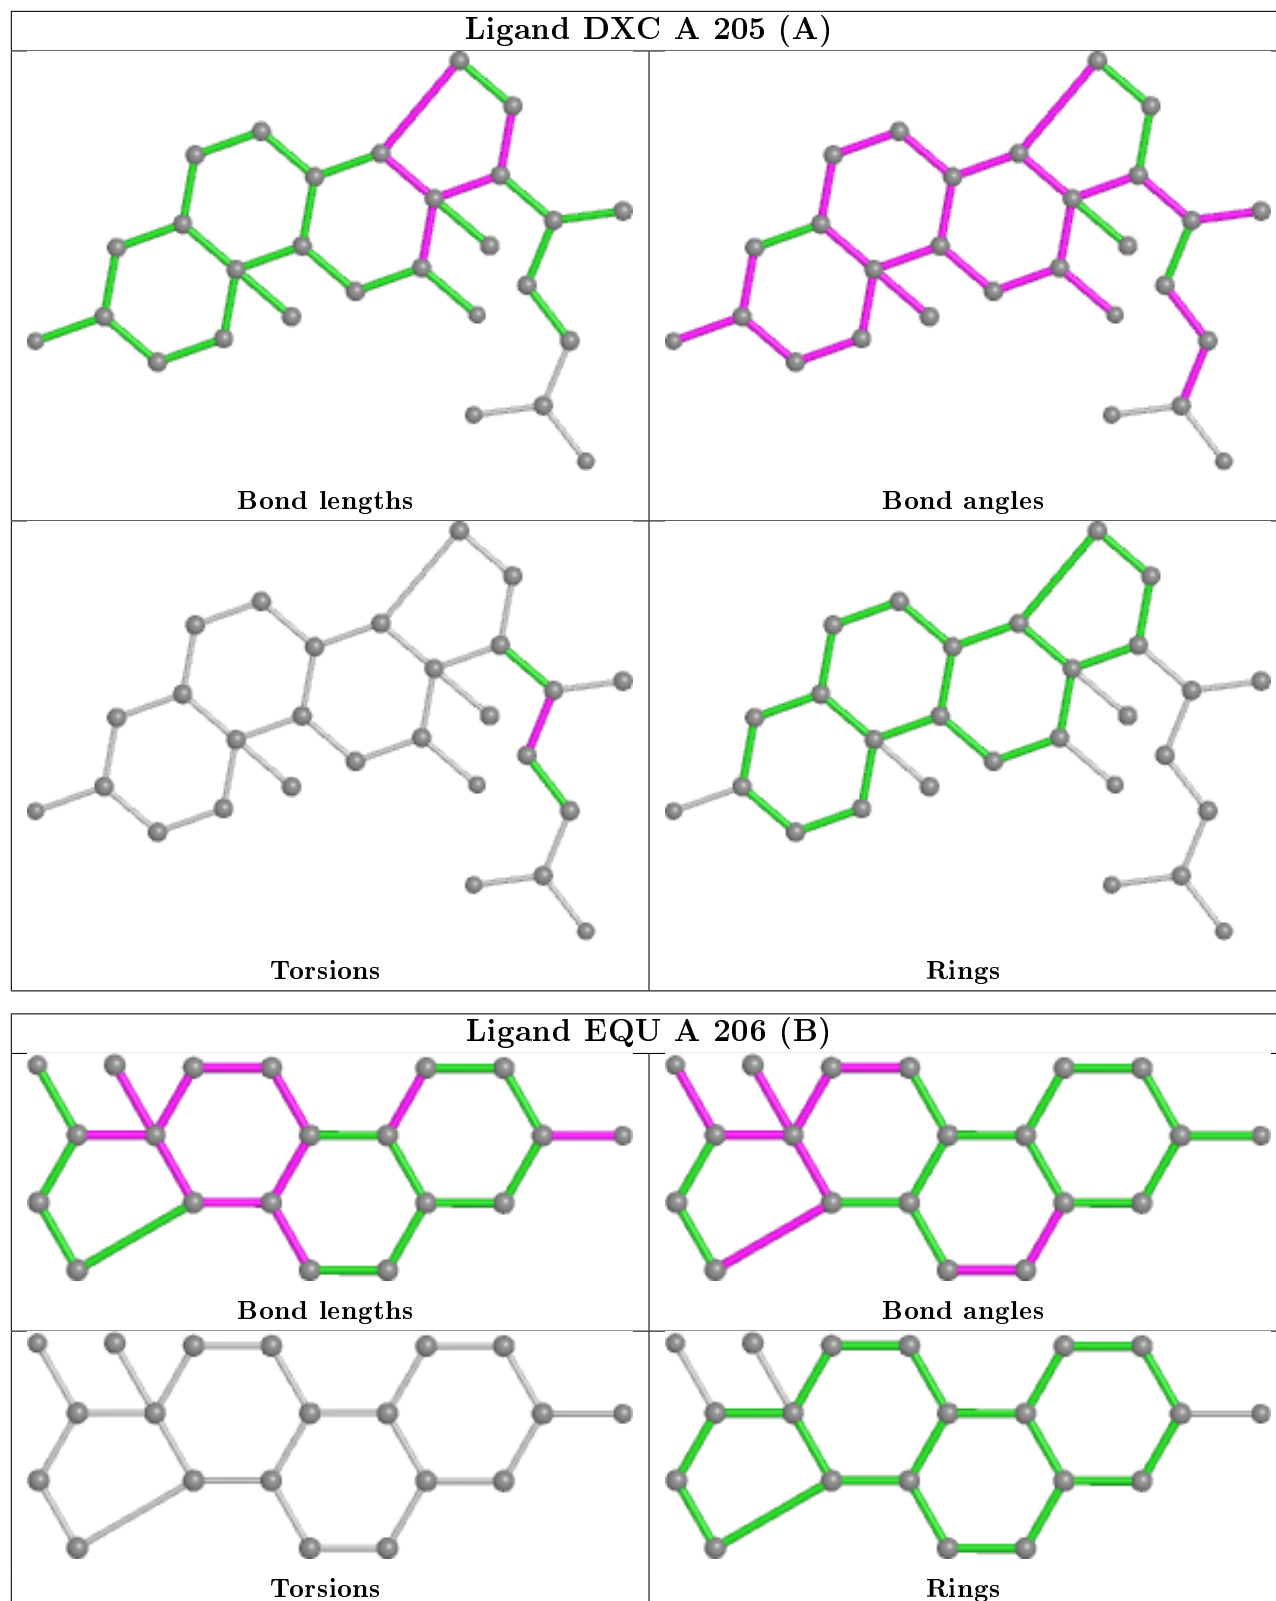 Ligand DXC A 205 (A)
Bond lengths
Bond angles
Torsions
Rings
Ligand EQU A 206 (B)
Bond lengths
Bond angles
Torsions
Rings